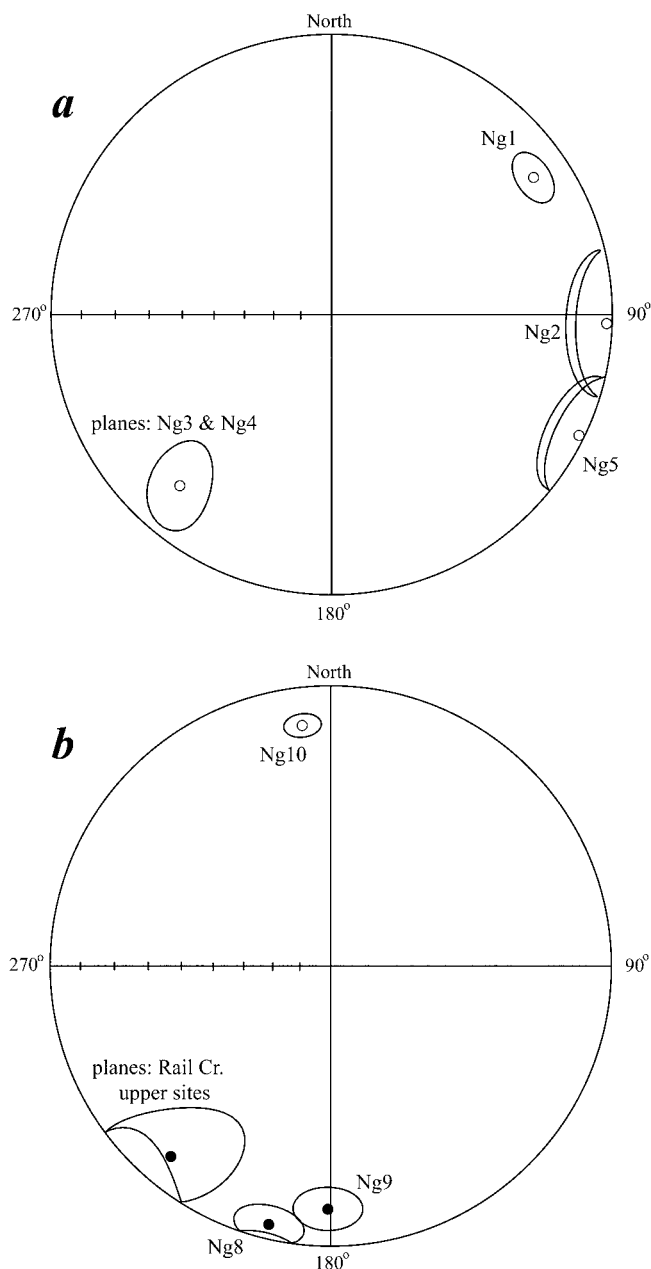 North
a
Ng1
270°
90°
Ng2
planes: Ng3 & Ng4
Ng5
180°
North
b
Ng10
270°
90°
planes: Rail Cr.
upper sites
Ng9
Ng8
180°